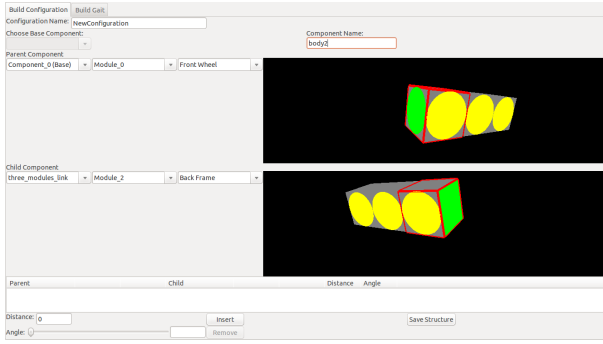 Build Configuration Build Gait
Configuration Name: NewConfiguration
Choose Base Component: Component Name:
body2
Parent Component
Component_0 (Base) Module_0 Front Wheel
Child Component
three_modules_link Module_2 Back Frame
Parent Child Distance Angle
Distance: 0 Insert Save Structure
Angle: Remove